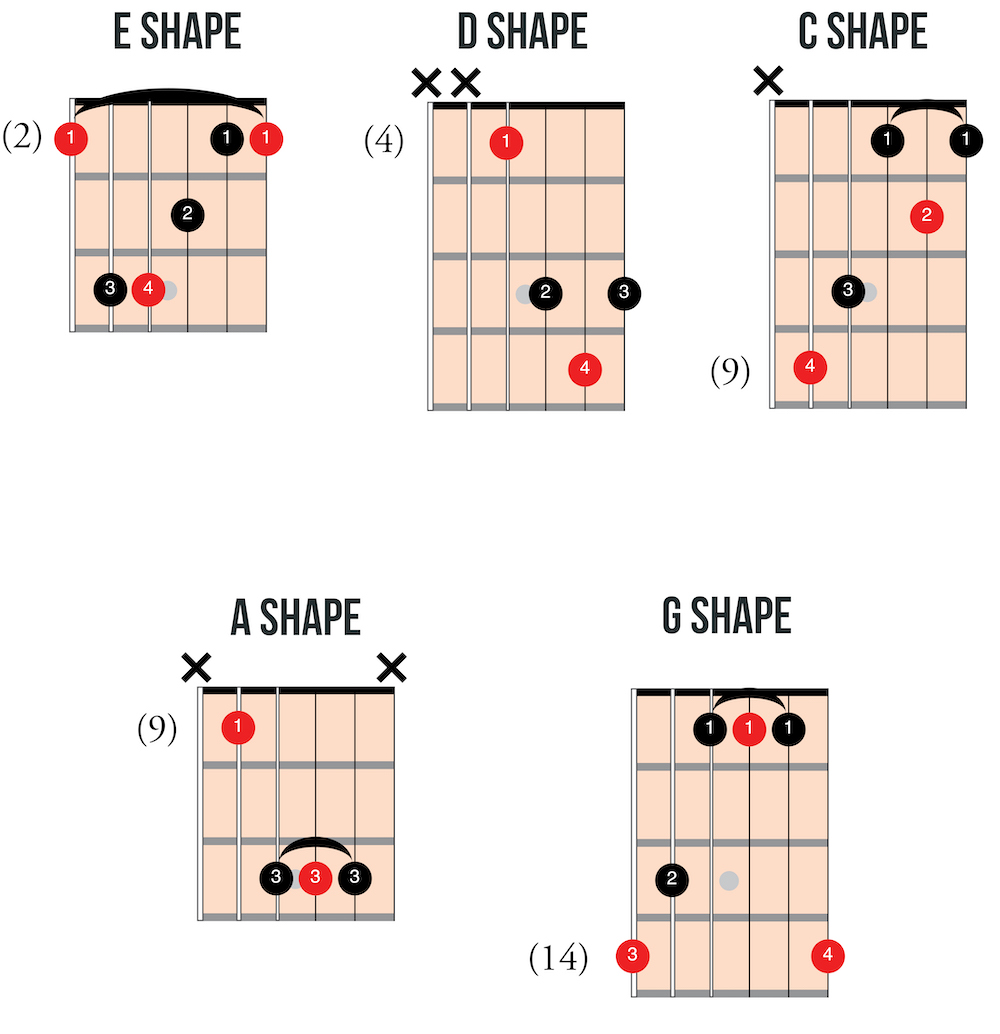 E SHAPE
D SHAPE
C SHAPE
× ×
×
(2) 1 1 1
2
3 4
(4) 1
2 3
4
1 1
2
3
(9) 4
A SHAPE
G SHAPE
× ×
(9) 1
3 3 3
1 1 1
2
(14) 3 4